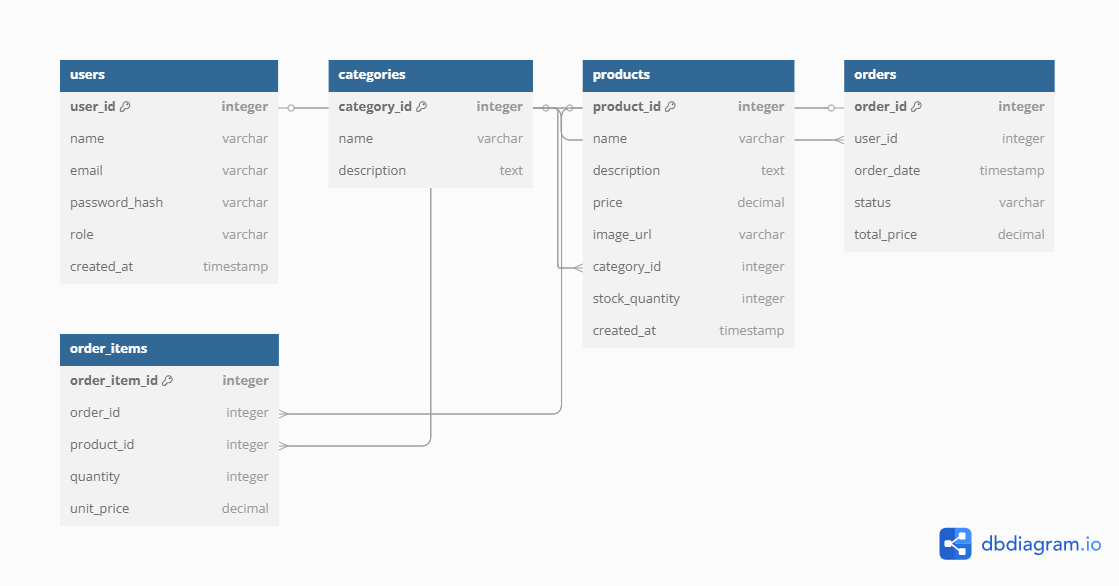 users
user_id integer
name varchar
email varchar
password_hash varchar
role varchar
created_at timestamp
categories
category_id integer
name varchar
description text
products
product_id integer
name varchar
description text
price decimal
image_url varchar
category_id integer
stock_quantity integer
created_at timestamp
orders
order_id integer
user_id integer
order_date timestamp
status varchar
total_price decimal
order_items
order_item_id integer
order_id integer
product_id integer
quantity integer
unit_price decimal
dbdiagram.io